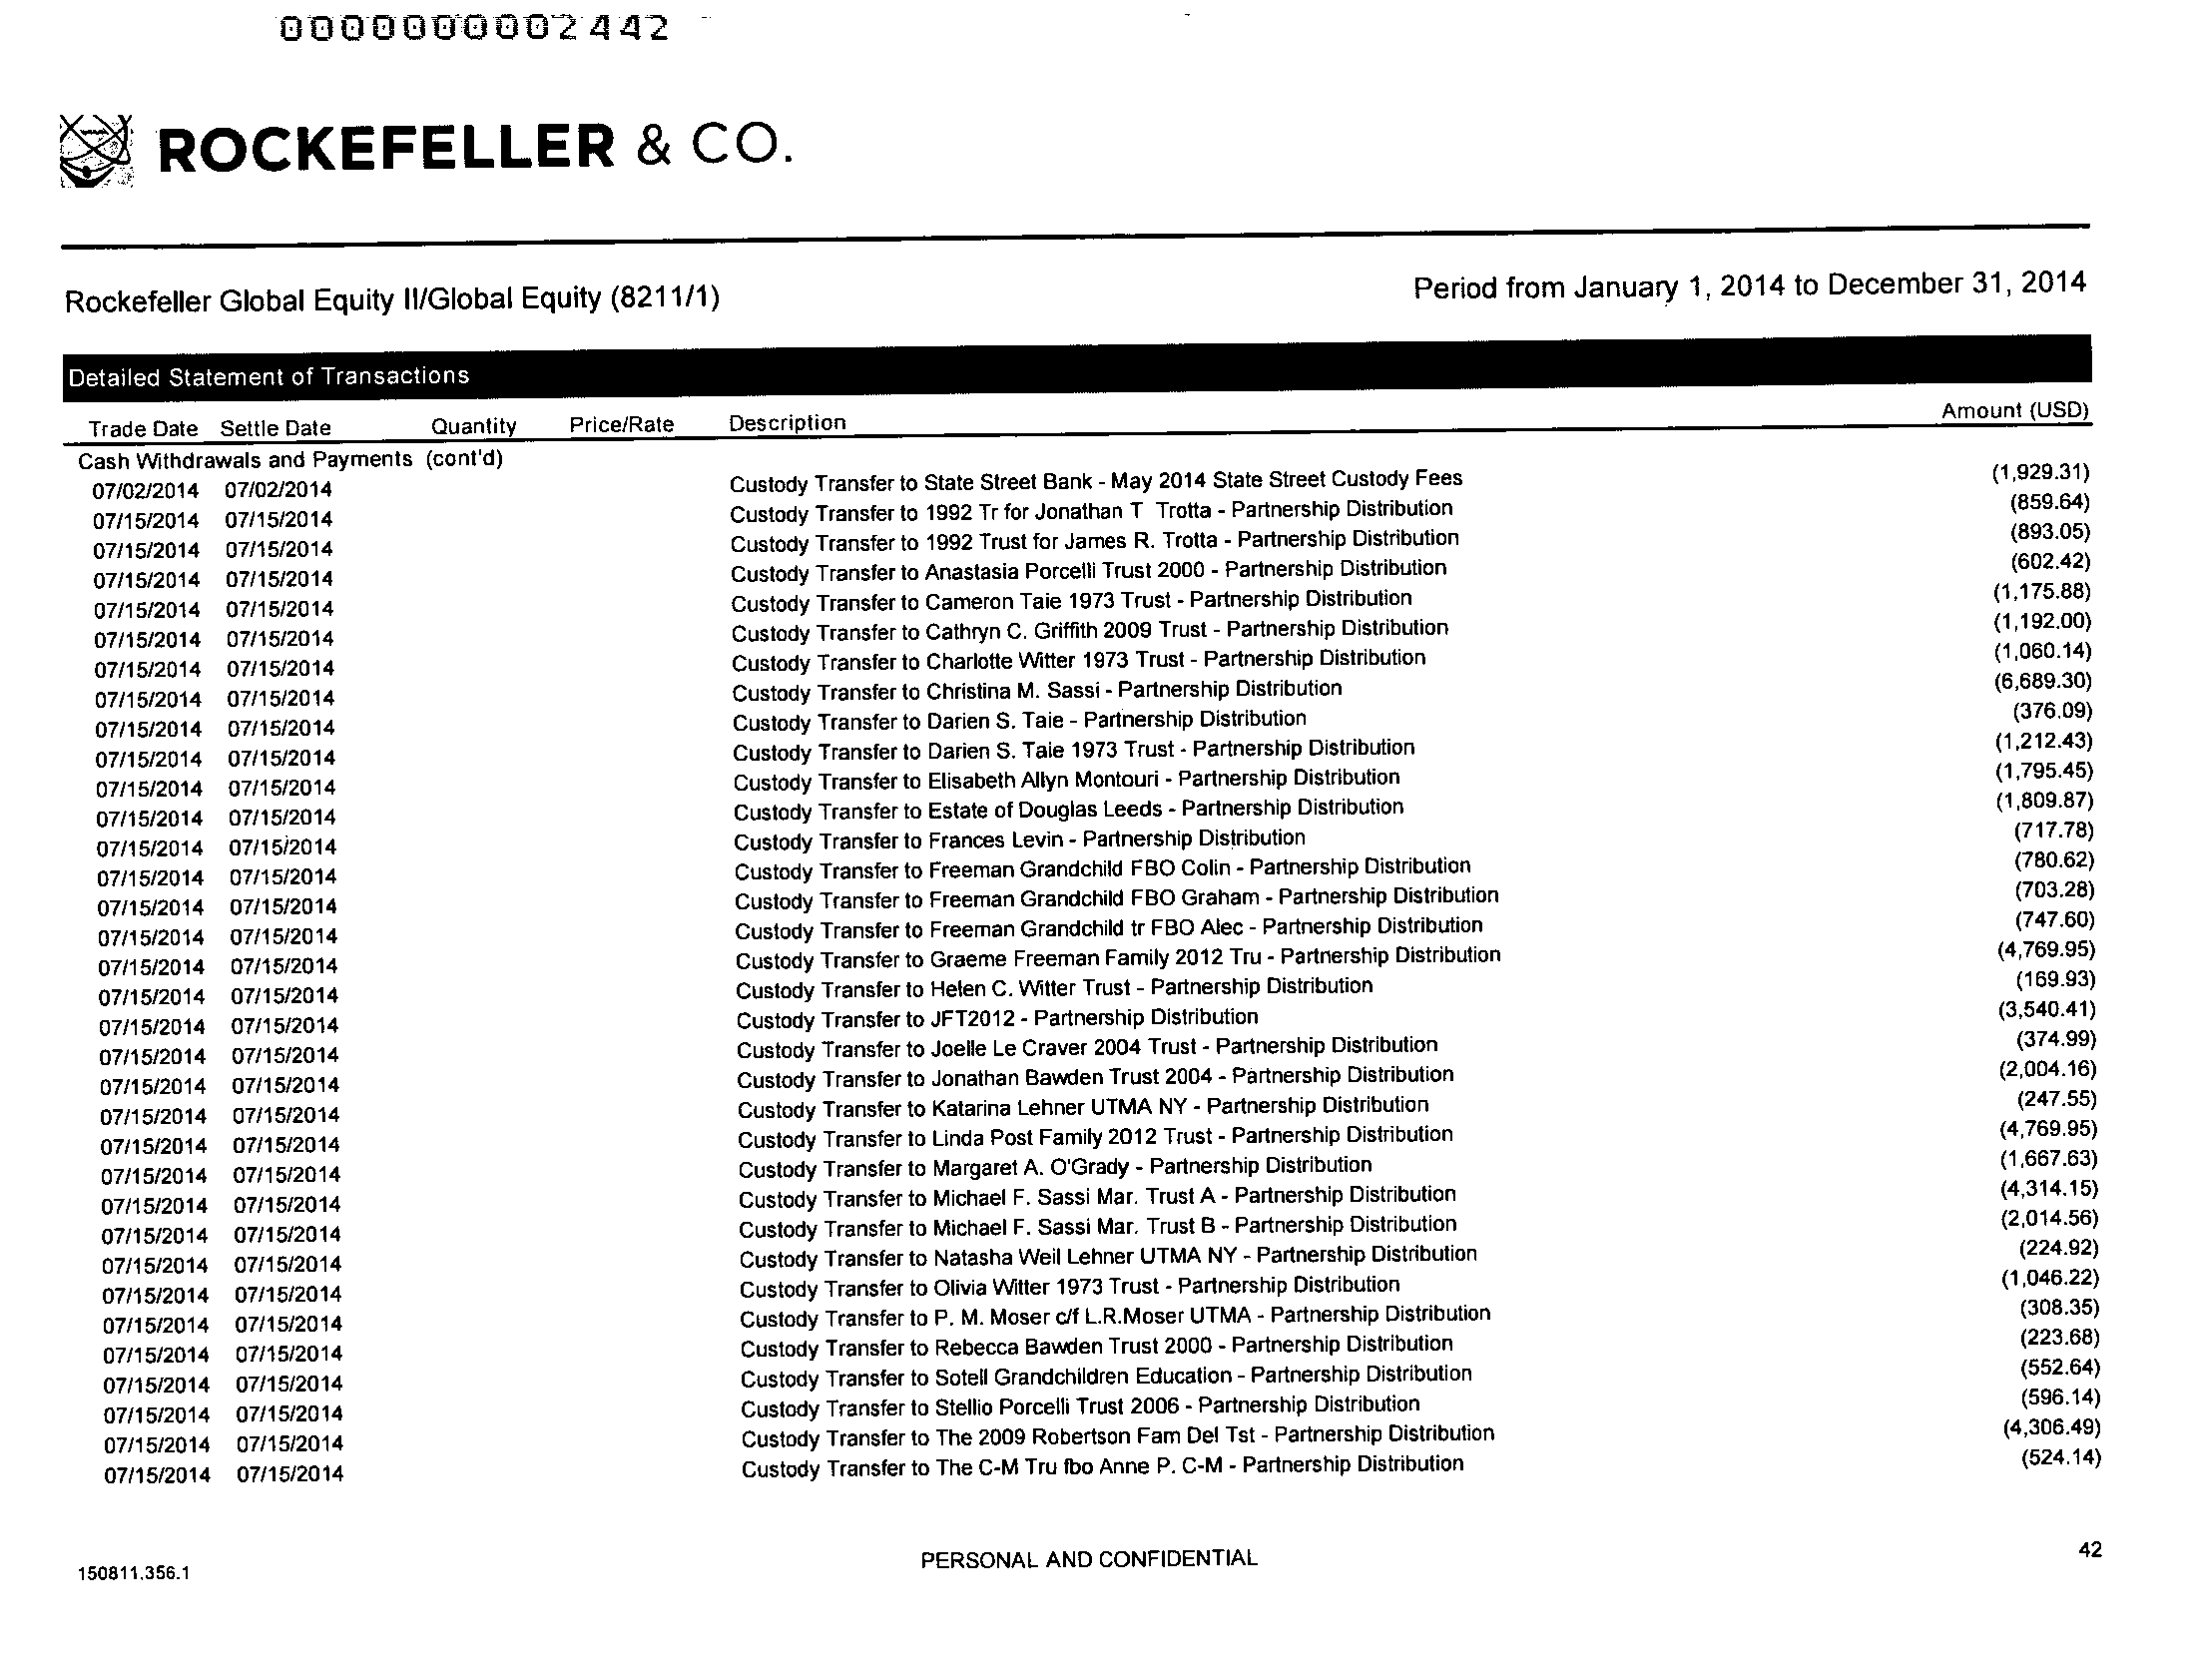 0000000002442
ROCKEFELLER & CO.
Rockefeller Global Equity II/Global Equity (8211/1) Period from January 1, 2014 to December 31, 2014
Detailed Statement of Transactions
Trade Date Settle Date Quantity Price/Rate Description Amount (USD)
Cash Withdrawals and Payments (cont'd)
07/02/2014 07/02/2014 Custody Transfer to State Street Bank - May 2014 State Street Custody Fees (1,929.31)
07/15/2014 07/15/2014 Custody Transfer to 1992 Tr for Jonathan T Trotta - Partnership Distribution (859.64)
07/15/2014 07/15/2014 Custody Transfer to 1992 Trust for James R. Trotta - Partnership Distribution (893.05)
07/15/2014 07/15/2014 Custody Transfer to Anastasia Porcelli Trust 2000 - Partnership Distribution (602.42)
07/15/2014 07/15/2014 Custody Transfer to Cameron Taie 1973 Trust - Partnership Distribution (1,175.88)
07/15/2014 07/15/2014 Custody Transfer to Cathryn C. Griffith 2009 Trust - Partnership Distribution (1,192.00)
07/15/2014 07/15/2014 Custody Transfer to Charlotte Witter 1973 Trust - Partnership Distribution (1,060.14)
07/15/2014 07/15/2014 Custody Transfer to Christina M. Sassi - Partnership Distribution (6,689.30)
07/15/2014 07/15/2014 Custody Transfer to Darien S. Taie - Partnership Distribution (376.09)
07/15/2014 07/15/2014 Custody Transfer to Darien S. Taie 1973 Trust - Partnership Distribution (1,212.43)
07/15/2014 07/15/2014 Custody Transfer to Elisabeth Allyn Montouri - Partnership Distribution (1,795.45)
07/15/2014 07/15/2014 Custody Transfer to Estate of Douglas Leeds - Partnership Distribution (1,809.87)
07/15/2014 07/15/2014 Custody Transfer to Frances Levin - Partnership Distribution (717.78)
07/15/2014 07/15/2014 Custody Transfer to Freeman Grandchild FBO Colin - Partnership Distribution (780.62)
07/15/2014 07/15/2014 Custody Transfer to Freeman Grandchild FBO Graham - Partnership Distribution (703.28)
07/15/2014 07/15/2014 Custody Transfer to Freeman Grandchild tr FBO Alec - Partnership Distribution (747.60)
07/15/2014 07/15/2014 Custody Transfer to Graeme Freeman Family 2012 Tru - Partnership Distribution (4,769.95)
07/15/2014 07/15/2014 Custody Transfer to Helen C. Witter Trust - Partnership Distribution (169.93)
07/15/2014 07/15/2014 Custody Transfer to JFT2012 - Partnership Distribution (3,540.41)
07/15/2014 07/15/2014 Custody Transfer to Joelle Le Craver 2004 Trust - Partnership Distribution (374.99)
07/15/2014 07/15/2014 Custody Transfer to Jonathan Bawden Trust 2004 - Partnership Distribution (2,004.16)
07/15/2014 07/15/2014 Custody Transfer to Katarina Lehner UTMA NY - Partnership Distribution (247.55)
07/15/2014 07/15/2014 Custody Transfer to Linda Post Family 2012 Trust - Partnership Distribution (4,769.95)
07/15/2014 07/15/2014 Custody Transfer to Margaret A. O'Grady - Partnership Distribution (1,667.63)
07/15/2014 07/15/2014 Custody Transfer to Michael F. Sassi Mar. Trust A - Partnership Distribution (4,314.15)
07/15/2014 07/15/2014 Custody Transfer to Michael F. Sassi Mar. Trust B - Partnership Distribution (2,014.56)
07/15/2014 07/15/2014 Custody Transfer to Natasha Weil Lehner UTMA NY - Partnership Distribution (224.92)
07/15/2014 07/15/2014 Custody Transfer to Olivia Witter 1973 Trust - Partnership Distribution (1,046.22)
07/15/2014 07/15/2014 Custody Transfer to P. M. Moser c/f L.R.Moser UTMA - Partnership Distribution (308.35)
07/15/2014 07/15/2014 Custody Transfer to Rebecca Bawden Trust 2000 - Partnership Distribution (223.68)
07/15/2014 07/15/2014 Custody Transfer to Sotell Grandchildren Education - Partnership Distribution (552.64)
07/15/2014 07/15/2014 Custody Transfer to Stellio Porcelli Trust 2006 - Partnership Distribution (596.14)
07/15/2014 07/15/2014 Custody Transfer to The 2009 Robertson Fam Del Tst - Partnership Distribution (4,306.49)
07/15/2014 07/15/2014 Custody Transfer to The C-M Tru fbo Anne P. C-M - Partnership Distribution (524.14)
150811.356.1 PERSONAL AND CONFIDENTIAL 42